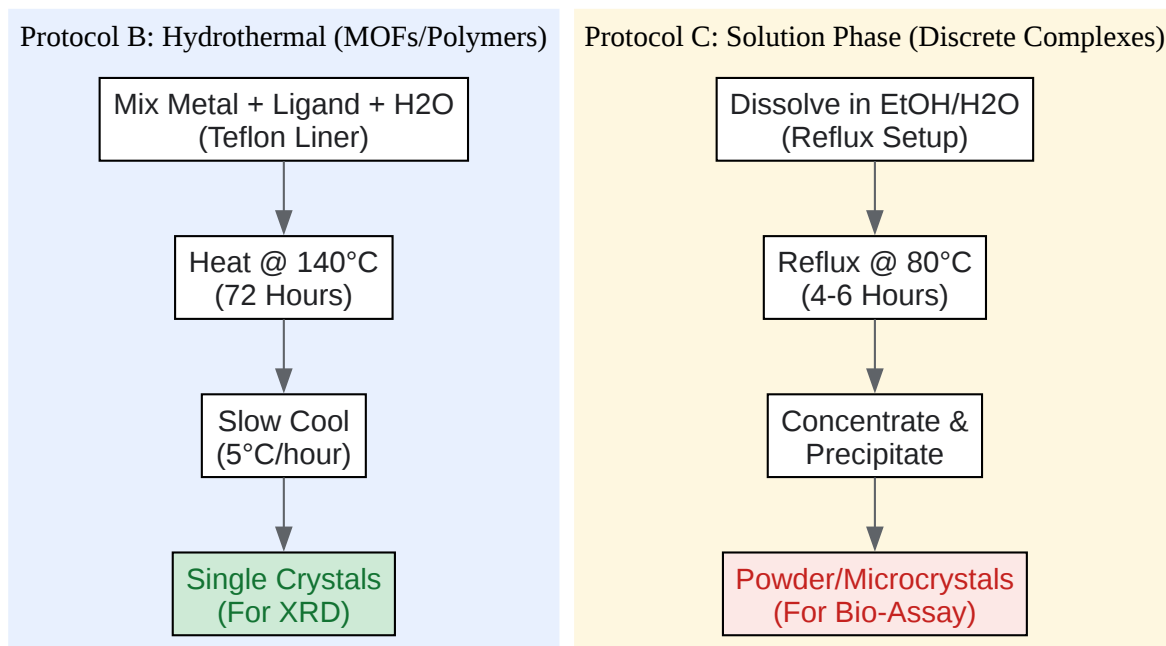 Protocol B: Hydrothermal (MOFs/Polymers)
Mix Metal + Ligand + H2O
(Teflon Liner)
Heat @ 140°C
(72 Hours)
Slow Cool
(5°C/hour)
Single Crystals
(For XRD)
Protocol C: Solution Phase (Discrete Complexes)
Dissolve in EtOH/H2O
(Reflux Setup)
Reflux @ 80°C
(4-6 Hours)
Concentrate &
Precipitate
Powder/Microcrystals
(For Bio-Assay)